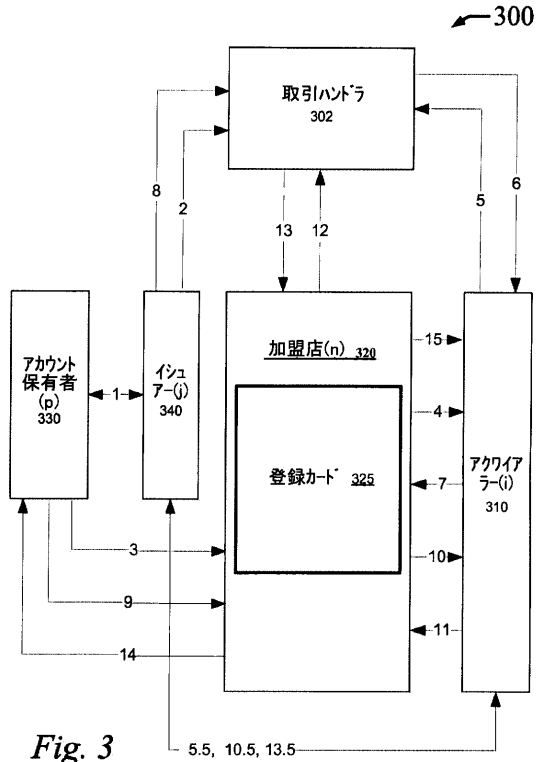 300
取引ハンドラ
302
8
2
13
12
5
6
アカウント
保有者
(p)
330
1
イシュ
アー(j)
340
加盟店(n) 320
登録カード 325
15
4
7
10
11
アクワイア
ラー(i)
310
3
9
14
5.5, 10.5, 13.5
Fig. 3